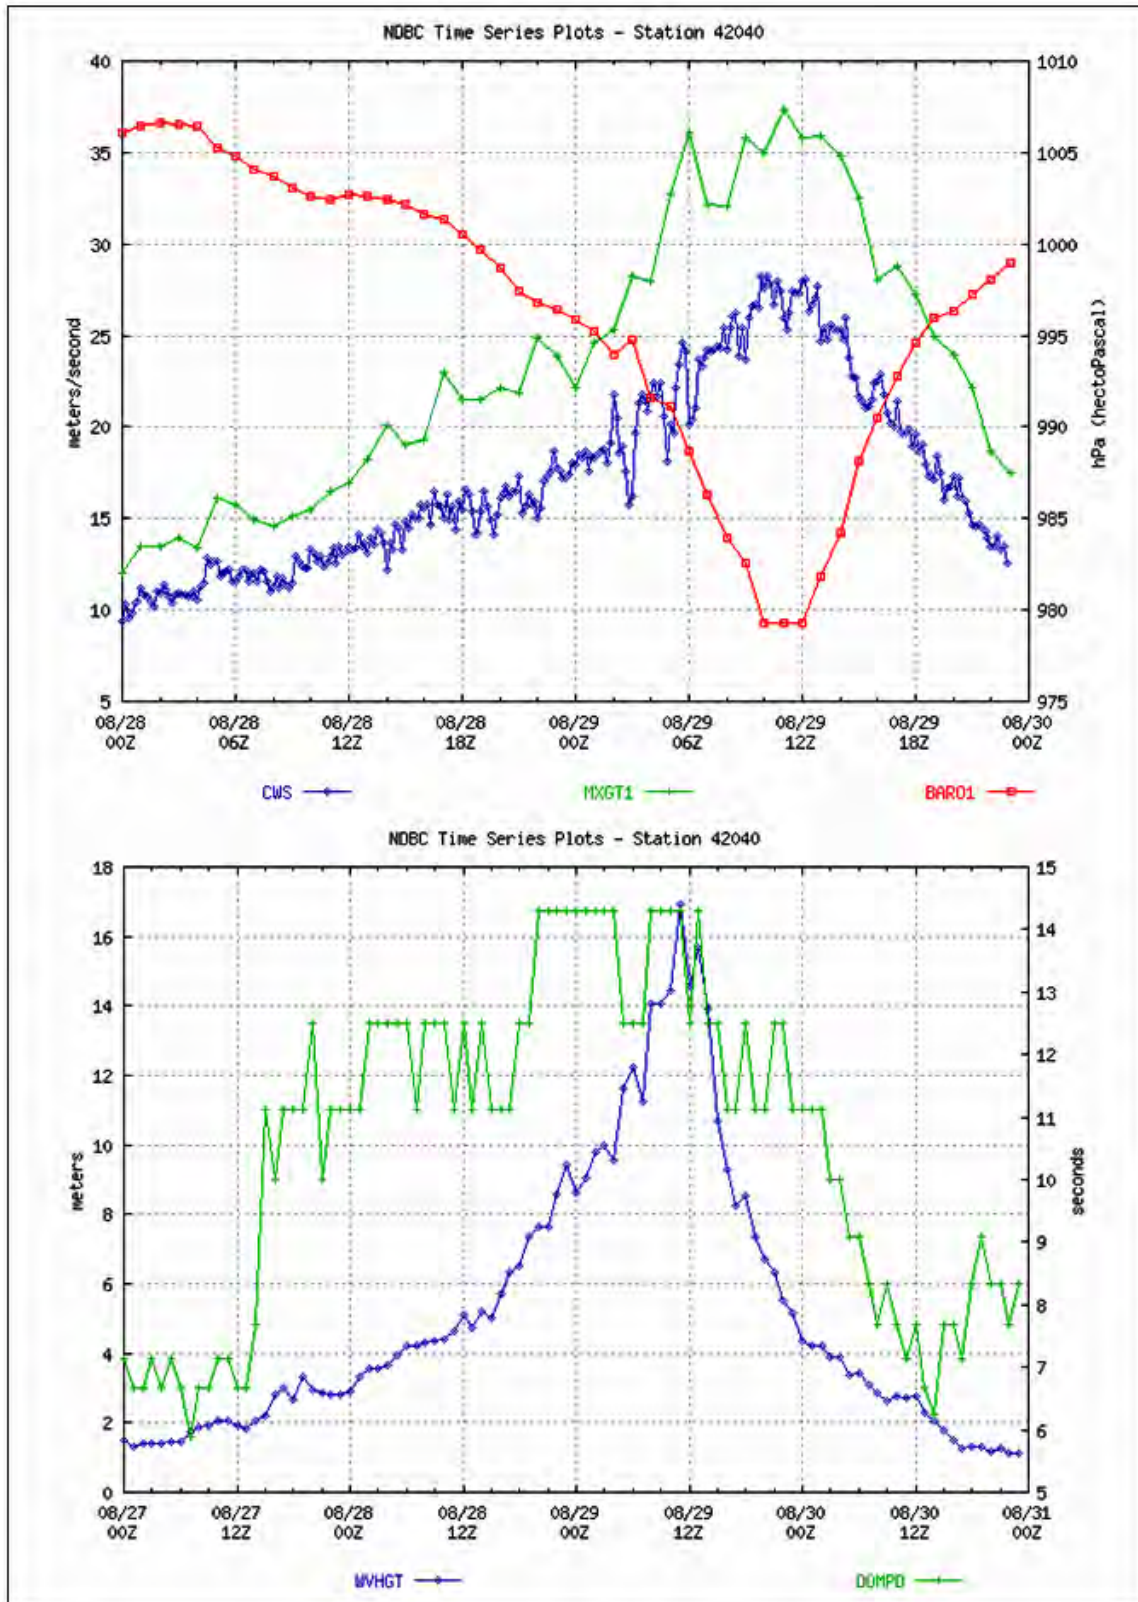 NDBC Time Series Plots - Station 42040
40 1010
35 1005
30 1000
25 995
20 990
15 985
10 980
5 975
meters/second
hPa (hectoPascal)
08/28 08/28 08/28 08/28 08/29 08/29 08/29 08/29 08/30
00Z 06Z 12Z 18Z 00Z 06Z 12Z 18Z 00Z
CWS MXGT1 BARO1
NDBC Time Series Plots - Station 42040
18 15
16 14
14 13
12 12
10 11
8 10
6 9
4 8
2 7
0 6
5
meters
seconds
08/27 08/27 08/28 08/28 08/29 08/29 08/30 08/30 08/31
00Z 12Z 00Z 12Z 00Z 12Z 00Z 12Z 00Z
WVHGT DOMPD